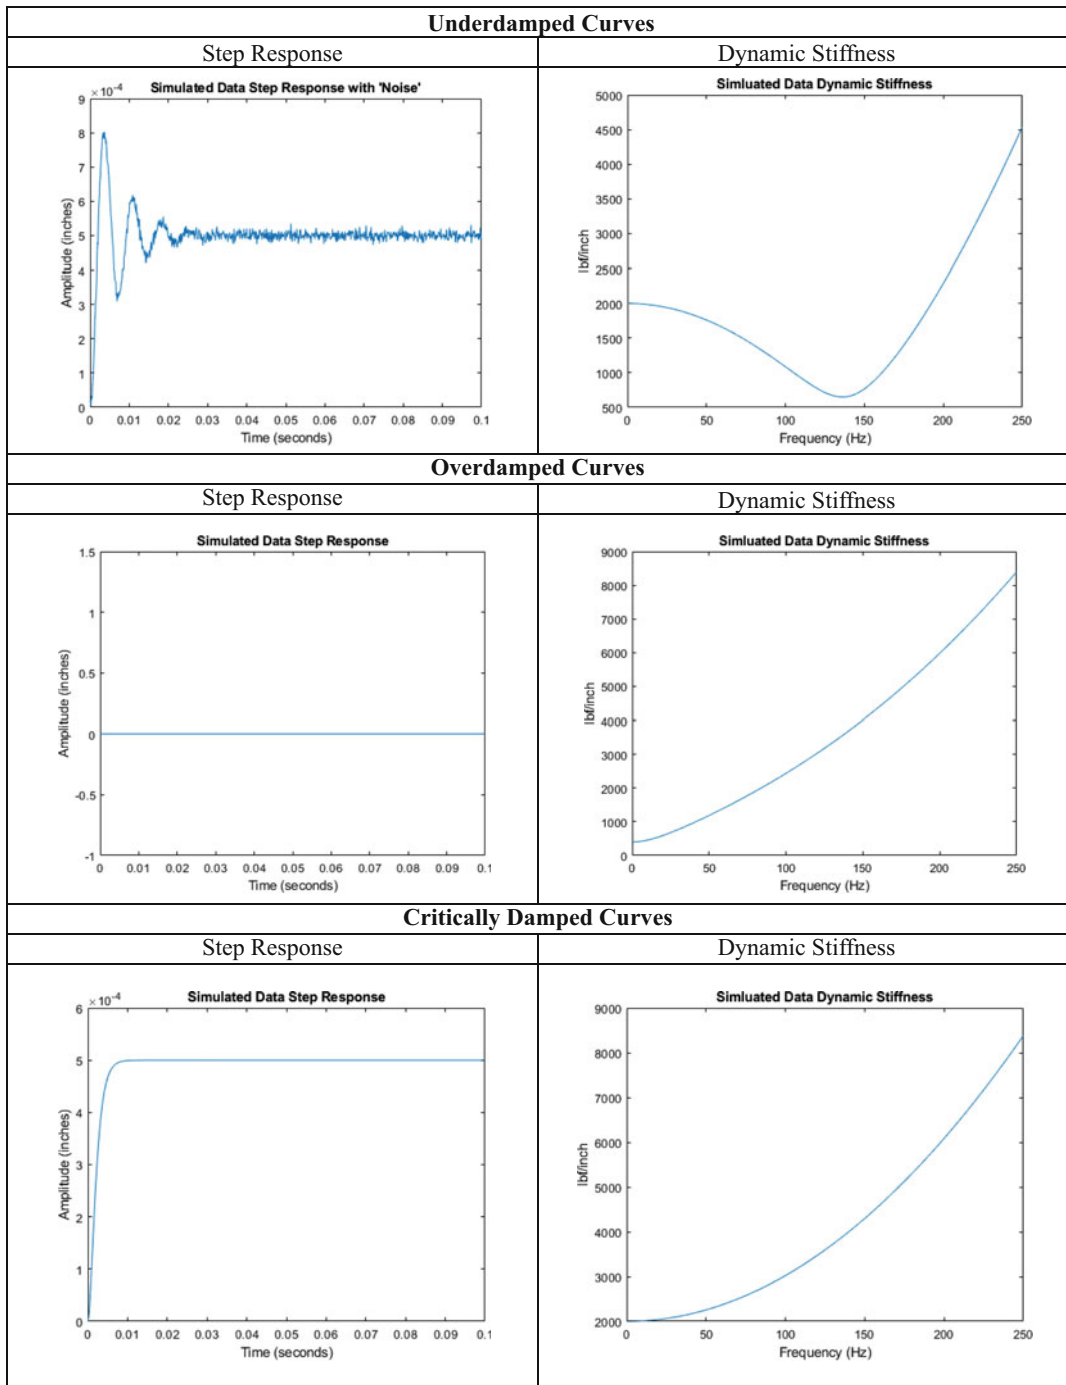 Underdamped Curves
Step Response
Dynamic Stiffness
× 10⁻⁴
Simulated Data Step Response with 'Noise'
9
8
7
6
5
4
3
2
1
0
Amplitude (inches)
0 0.01 0.02 0.03 0.04 0.05 0.06 0.07 0.08 0.09 0.1
Time (seconds)
Simluated Data Dynamic Stiffness
5000
4500
4000
3500
3000
2500
2000
1500
1000
500
lbf/inch
0 50 100 150 200 250
Frequency (Hz)
Overdamped Curves
Step Response
Dynamic Stiffness
Simulated Data Step Response
1.5
1
0.5
0
-0.5
-1
Amplitude (inches)
0 0.01 0.02 0.03 0.04 0.05 0.06 0.07 0.08 0.09 0.1
Time (seconds)
Simluated Data Dynamic Stiffness
9000
8000
7000
6000
5000
4000
3000
2000
1000
0
lbf/inch
0 50 100 150 200 250
Frequency (Hz)
Critically Damped Curves
Step Response
Dynamic Stiffness
× 10⁻⁴
Simulated Data Step Response
6
5
4
3
2
1
0
Amplitude (inches)
0 0.01 0.02 0.03 0.04 0.05 0.06 0.07 0.08 0.09 0.1
Time (seconds)
Simluated Data Dynamic Stiffness
9000
8000
7000
6000
5000
4000
3000
2000
lbf/inch
0 50 100 150 200 250
Frequency (Hz)